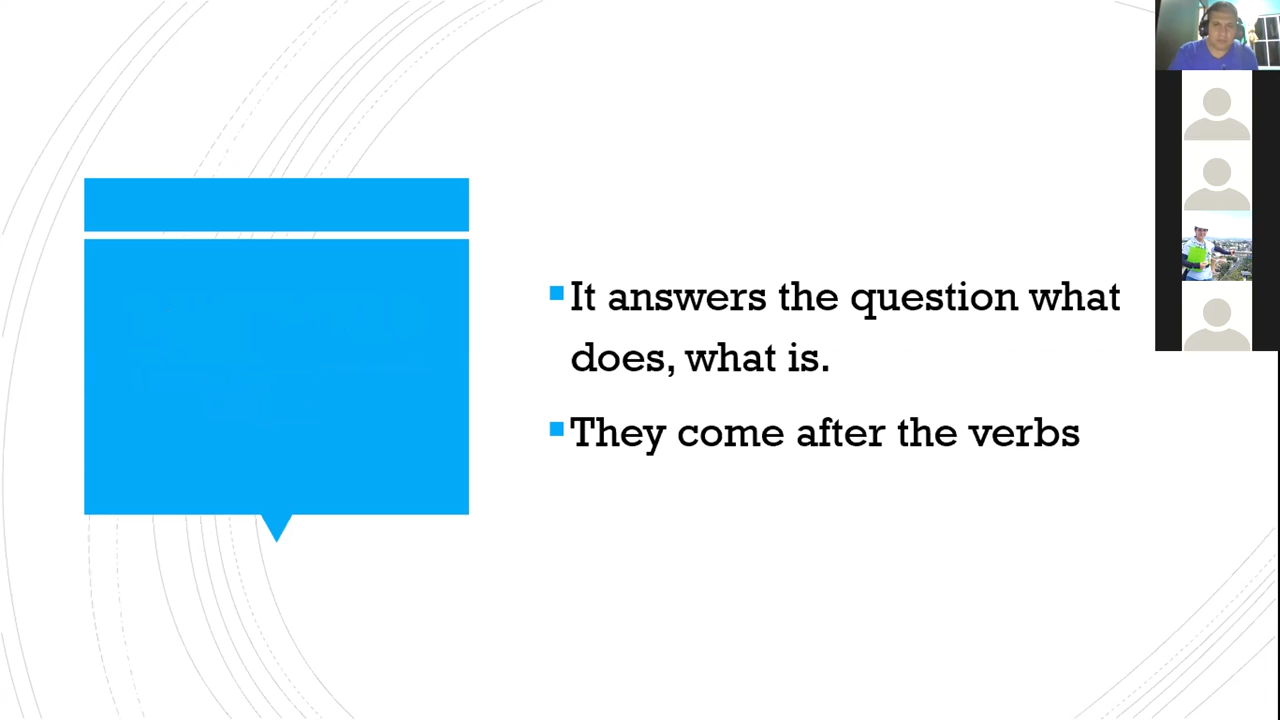 It answers the question what
does, what is.
They come after the verbs